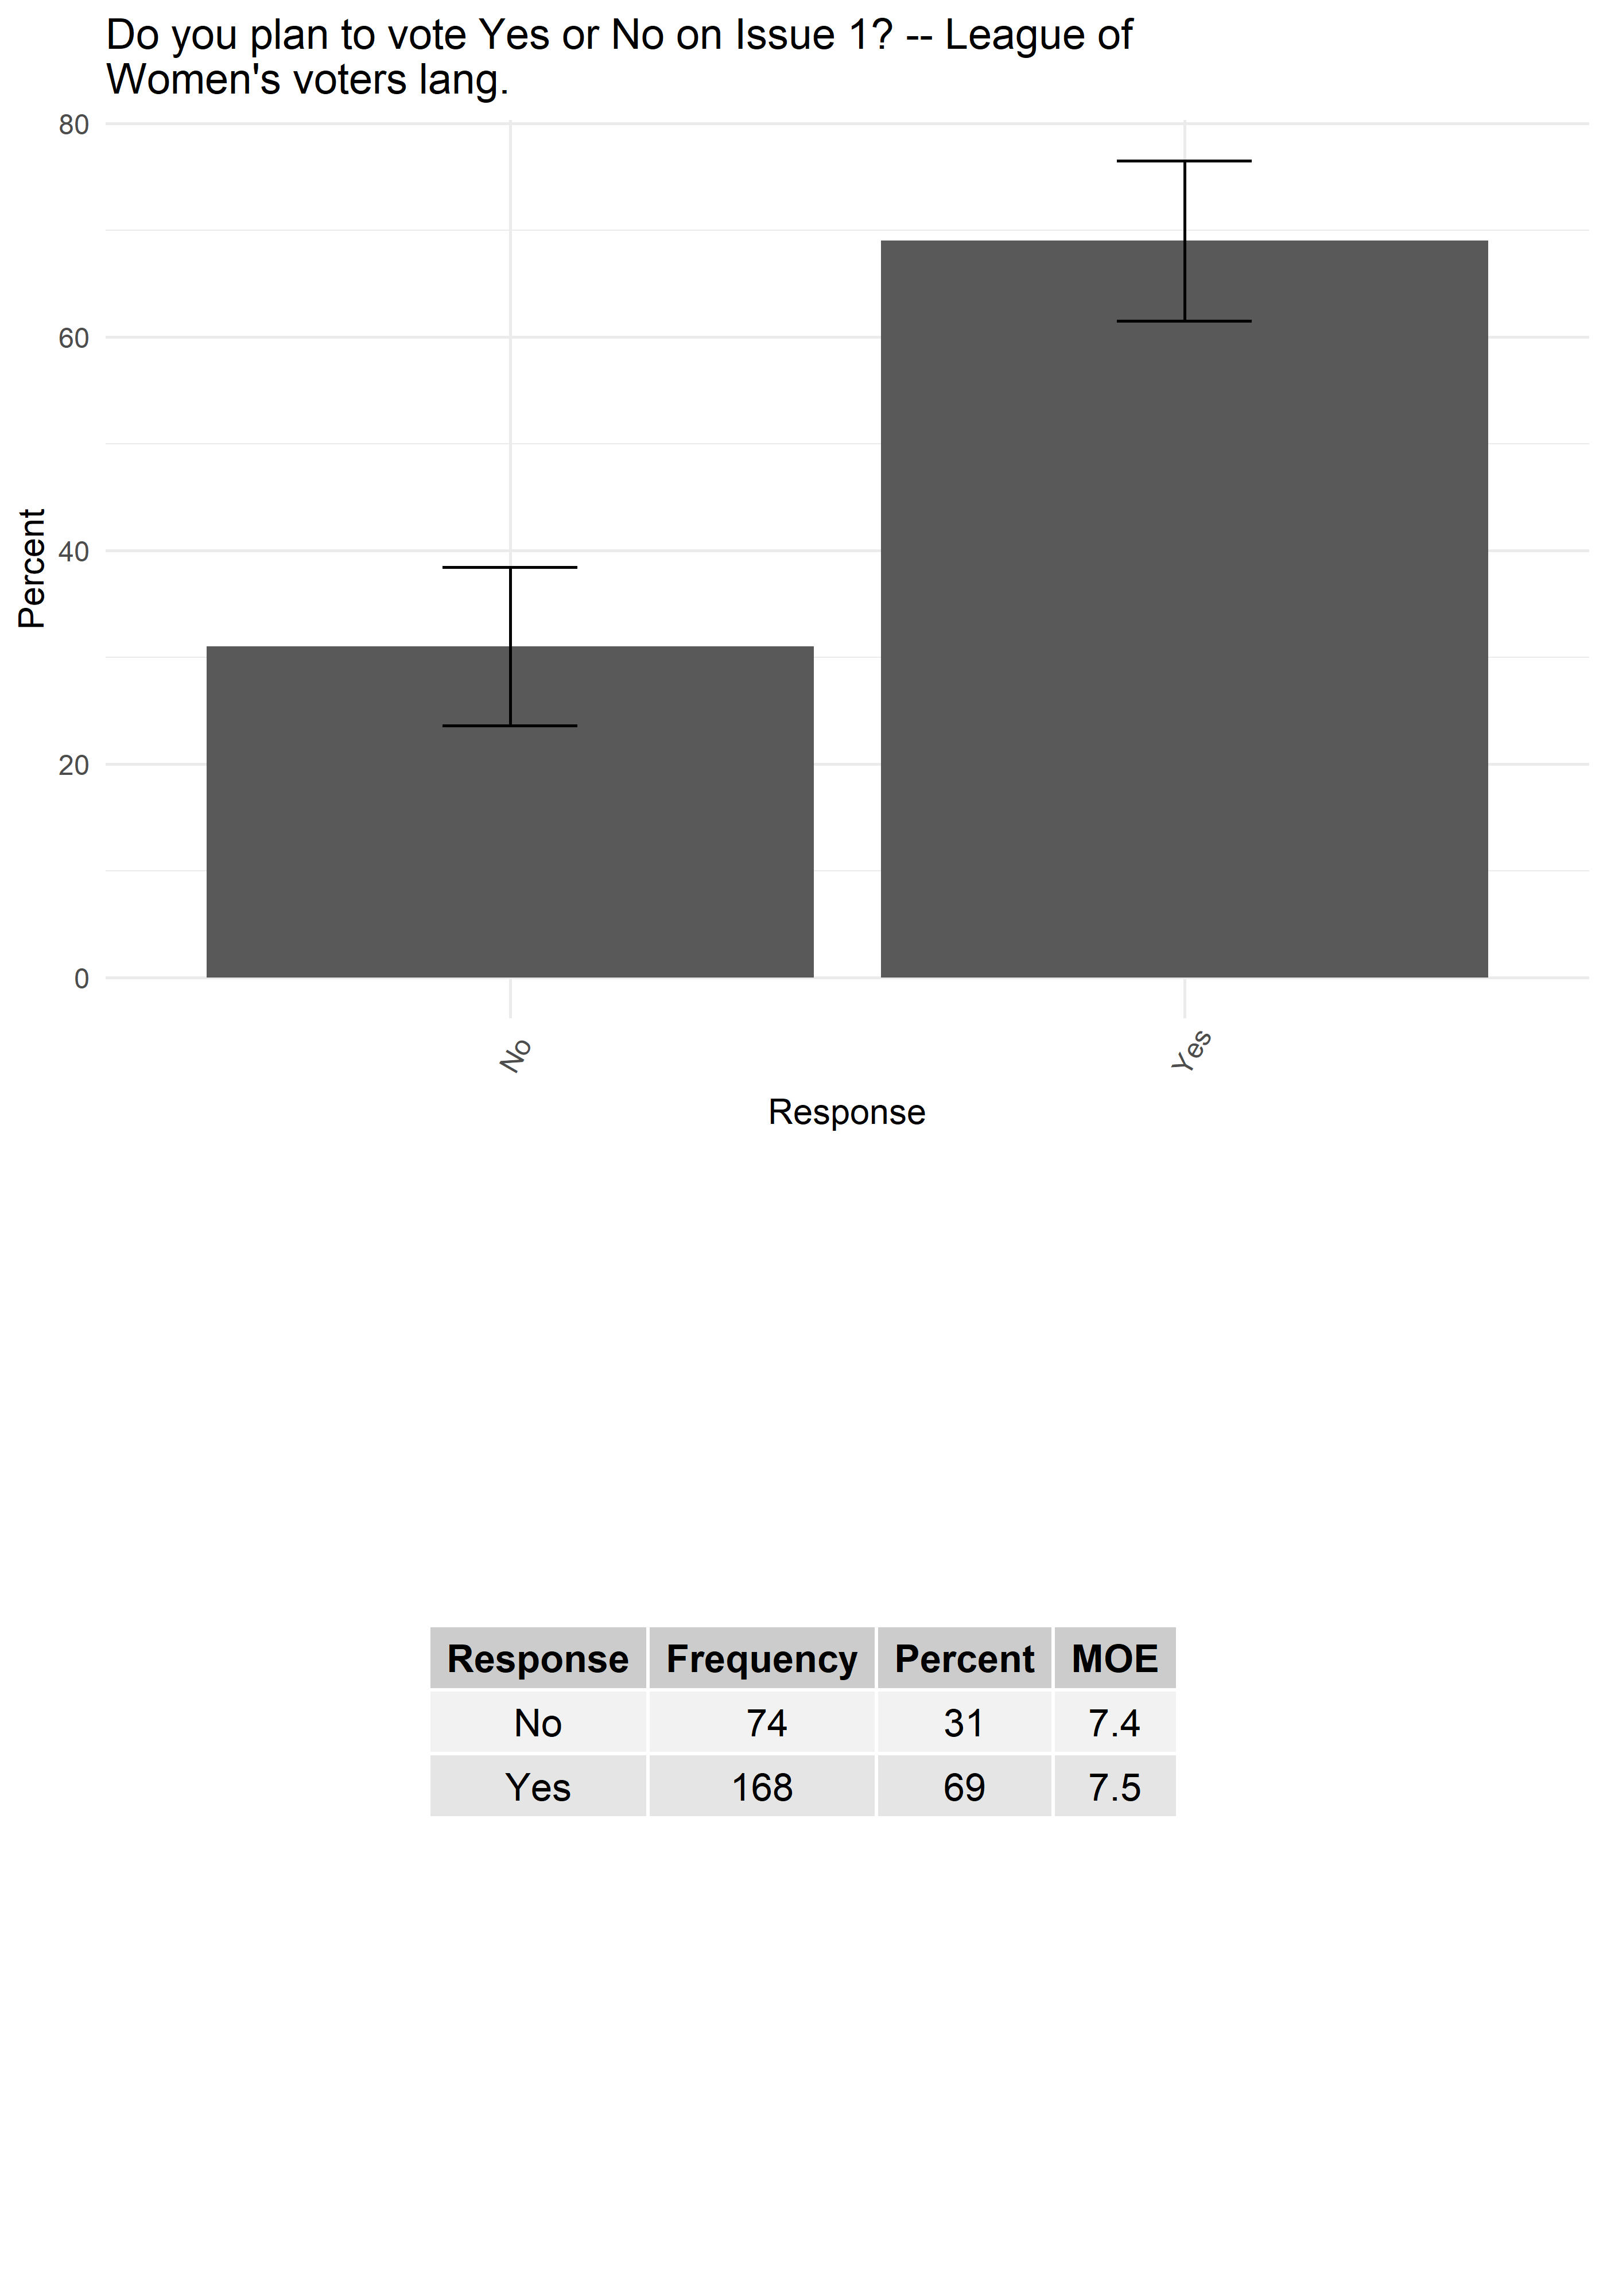 Do you plan to vote Yes or No on Issue 1? -- League of
Women's voters lang.
80
60
40
20
0
Percent
No
Yes
Response
Response Frequency Percent MOE
No 74 31 7.4
Yes 168 69 7.5